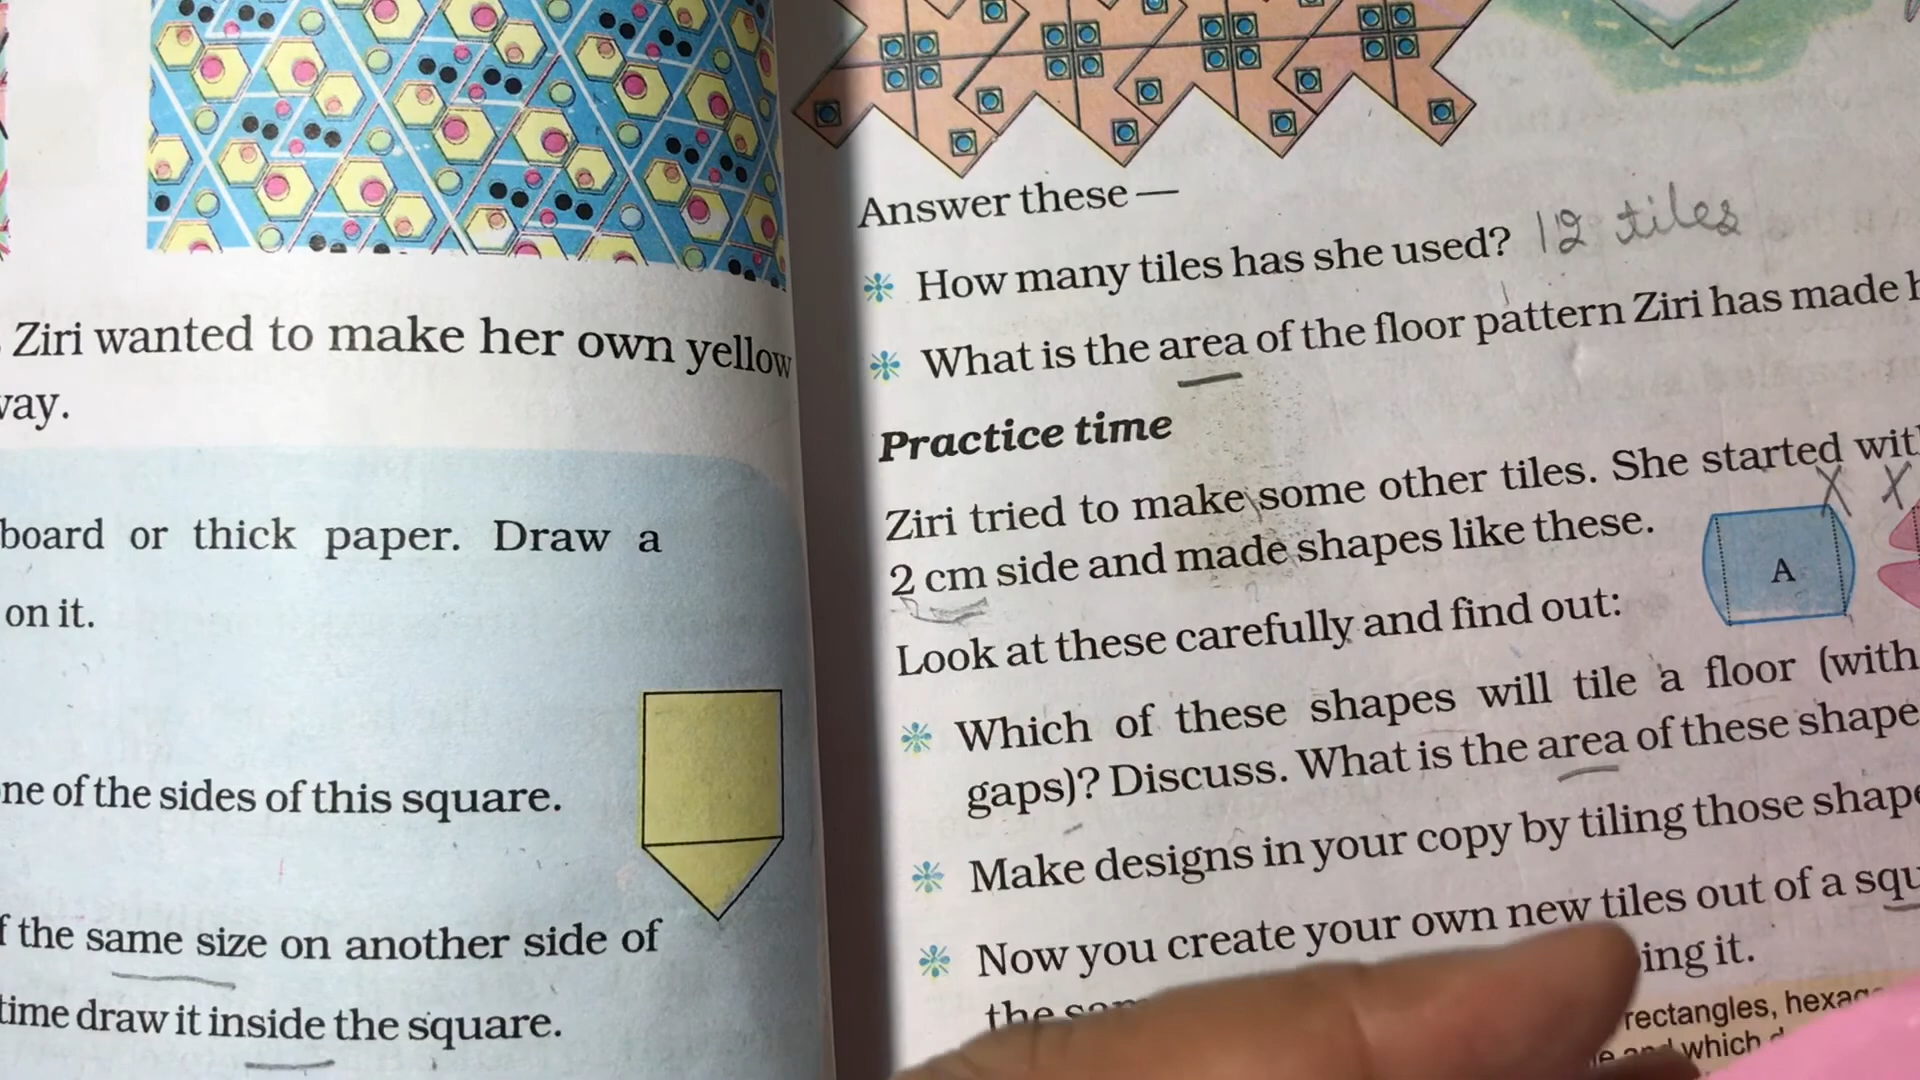 Ziri wanted to make her own yellow
way.
board or thick paper. Draw a
on it.
ne of the sides of this square.
f the same size on another side of
time draw it inside the square.
Answer these —
How many tiles has she used? 12 tiles
What is the area of the floor pattern Ziri has made h
Practice time
Ziri tried to make some other tiles. She started wit
2 cm side and made shapes like these.
X X
A
Look at these carefully and find out:
Which of these shapes will tile a floor (with
gaps)? Discuss. What is the area of these shape
Make designs in your copy by tiling those shape
Now you create your own new tiles out of a squ
the ing it.
rectangles, hexag
and which